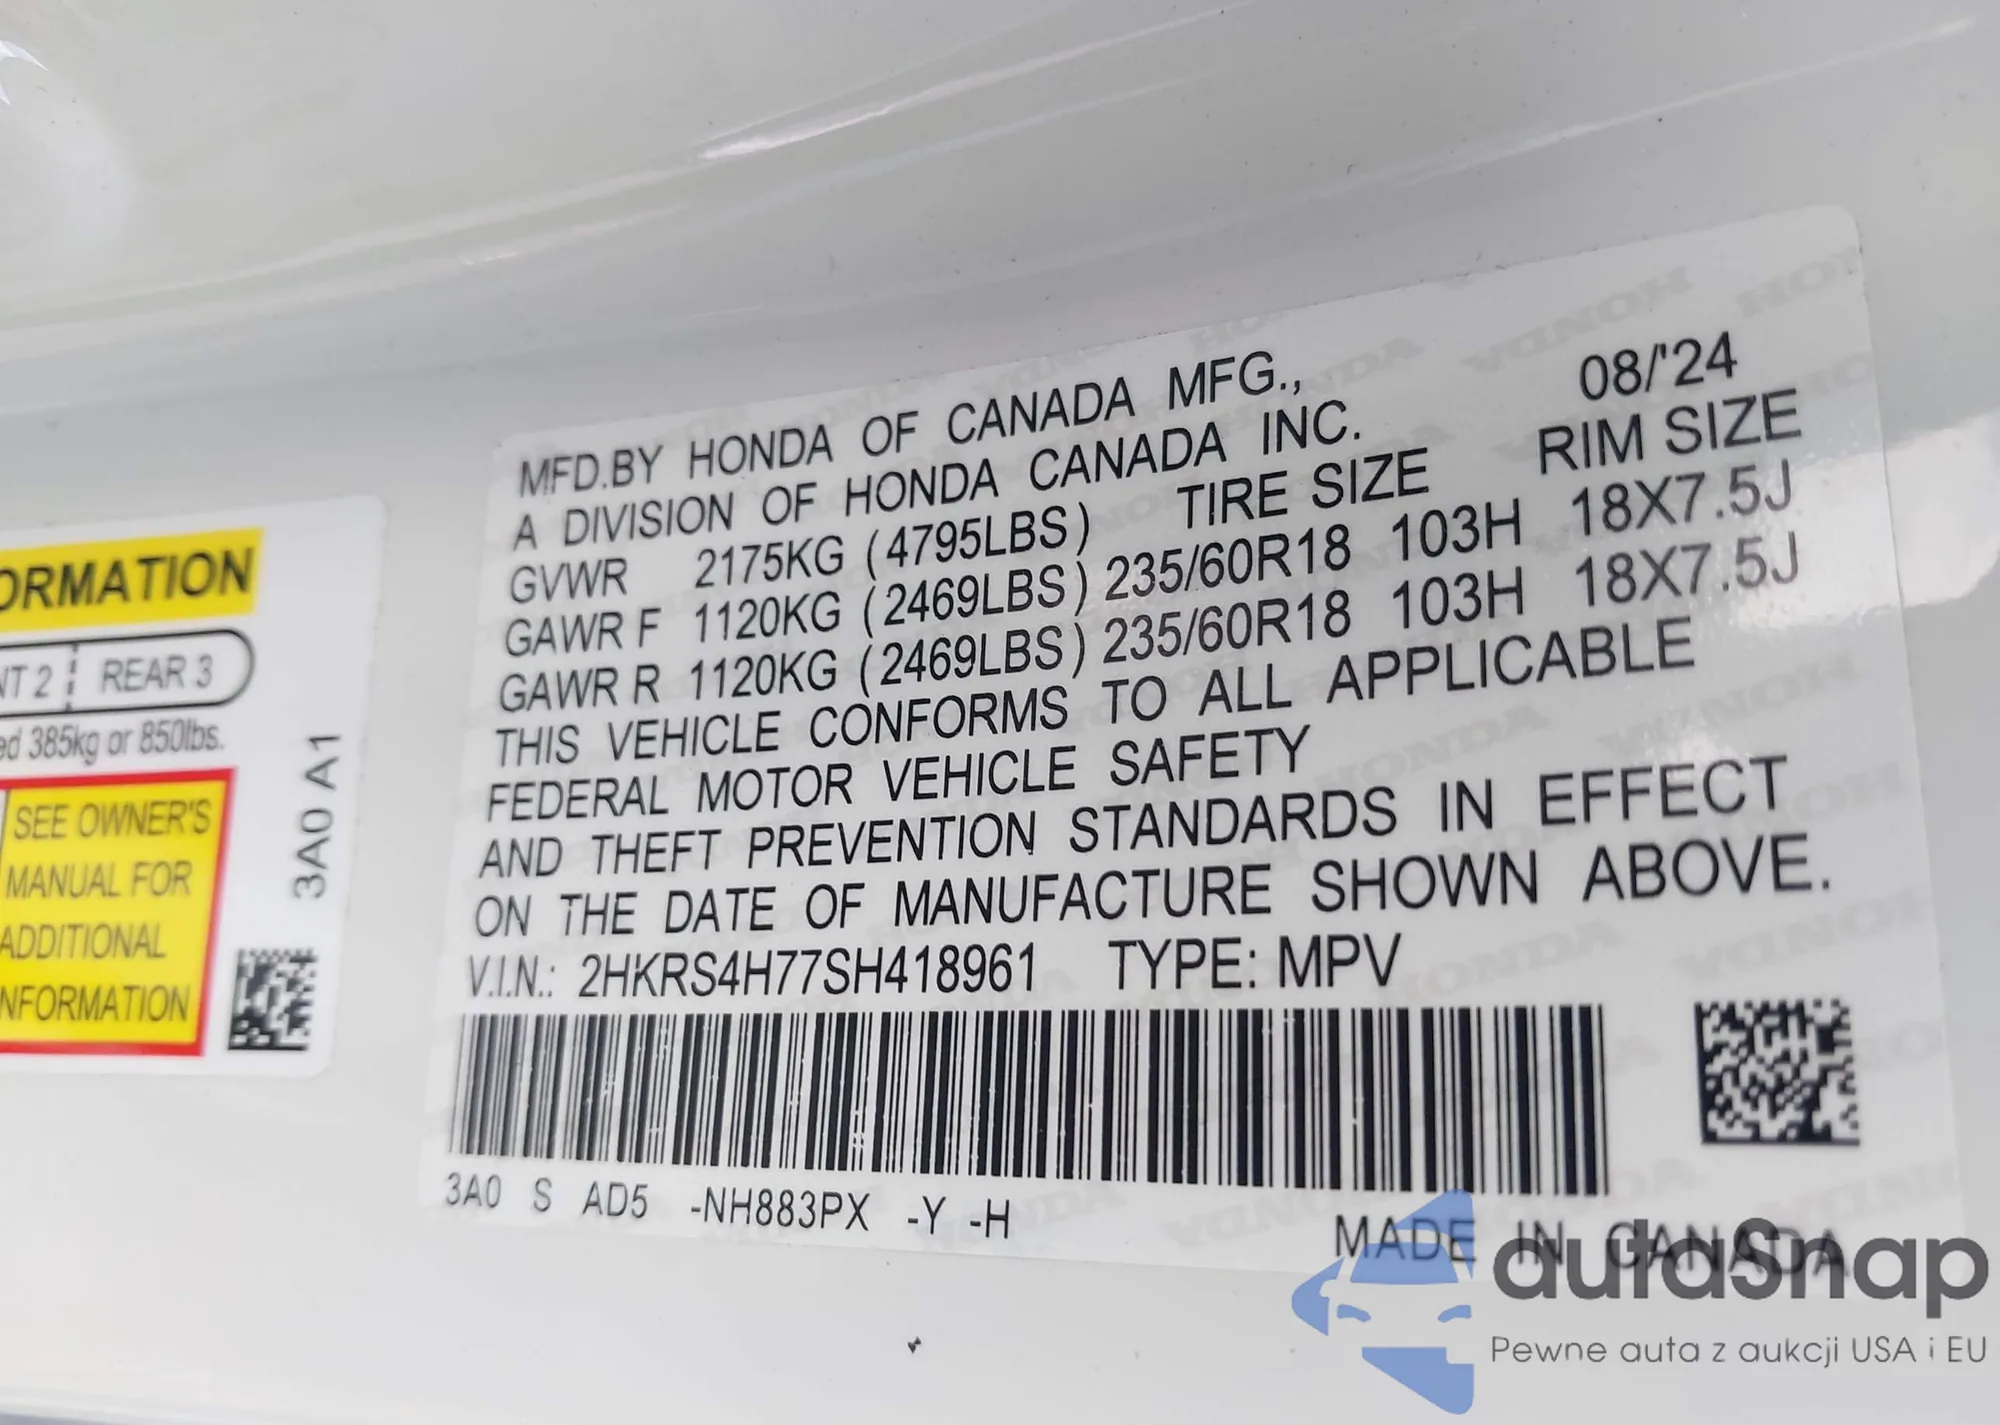 ORMATION
NT 2 REAR 3
ed 385kg or 850lbs.
SEE OWNER'S
MANUAL FOR
ADDITIONAL
NFORMATION
3A0 A1
MFD.BY HONDA OF CANADA MFG., 08/'24
A DIVISION OF HONDA CANADA INC.
GVWR 2175KG (4795LBS) TIRE SIZE RIM SIZE
GAWR F 1120KG (2469LBS) 235/60R18 103H 18X7.5J
GAWR R 1120KG (2469LBS) 235/60R18 103H 18X7.5J
THIS VEHICLE CONFORMS TO ALL APPLICABLE
FEDERAL MOTOR VEHICLE SAFETY
AND THEFT PREVENTION STANDARDS IN EFFECT
ON THE DATE OF MANUFACTURE SHOWN ABOVE.
V.I.N.: 2HKRS4H77SH418961 TYPE: MPV
3A0 S AD5 -NH883PX -Y -H
MADE IN CANADA
autaSnap
Pewne auta z aukcji USA i EU